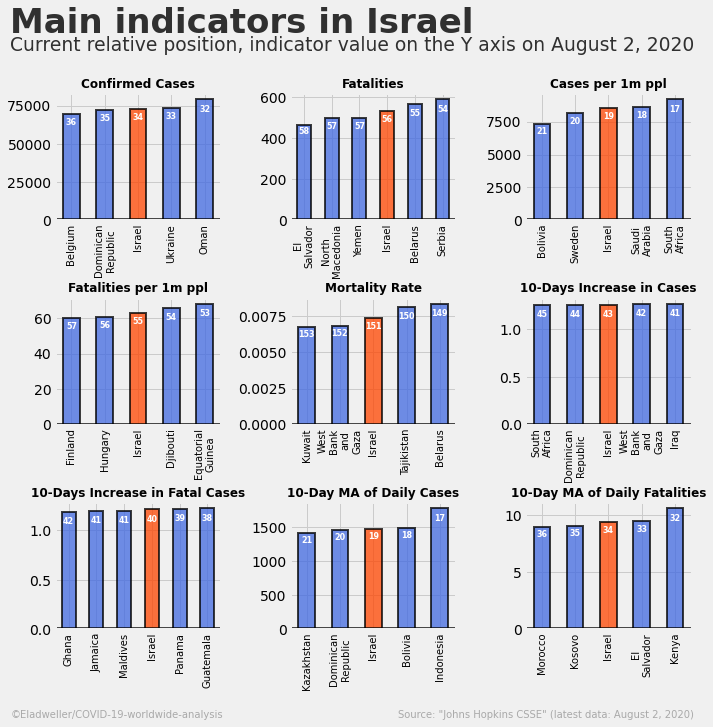 Main indicators in Israel
Current relative position, indicator value on the Y axis on August 2, 2020
Confirmed Cases
75000
50000
25000
0
36
35
34
33
32
Belgium
Dominican
Republic
Israel
Ukraine
Oman
Fatalities
600
400
200
0
58
57
57
56
55
54
El
Salvador
North
Macedonia
Yemen
Israel
Belarus
Serbia
Cases per 1m ppl
7500
5000
2500
0
21
20
19
18
17
Bolivia
Sweden
Israel
Saudi
Arabia
South
Africa
Fatalities per 1m ppl
60
40
20
0
57
56
55
54
53
Finland
Hungary
Israel
Djibouti
Equatorial
Guinea
Mortality Rate
0.0075
0.0050
0.0025
0.0000
153
152
151
150
149
Kuwait
West
Bank
and
Gaza
Israel
Tajikistan
Belarus
10-Days Increase in Cases
1.0
0.5
0.0
45
44
43
42
41
South
Africa
Dominican
Republic
Israel
West
Bank
and
Gaza
Iraq
10-Days Increase in Fatal Cases
1.0
0.5
0.0
42
41
41
40
39
38
Ghana
Jamaica
Maldives
Israel
Panama
Guatemala
10-Day MA of Daily Cases
1500
1000
500
0
21
20
19
18
17
Kazakhstan
Dominican
Republic
Israel
Bolivia
Indonesia
10-Day MA of Daily Fatalities
10
5
0
36
35
34
33
32
Morocco
Kosovo
Israel
El
Salvador
Kenya
©Eladweller/COVID-19-worldwide-analysis
Source: "Johns Hopkins CSSE" (latest data: August 2, 2020)